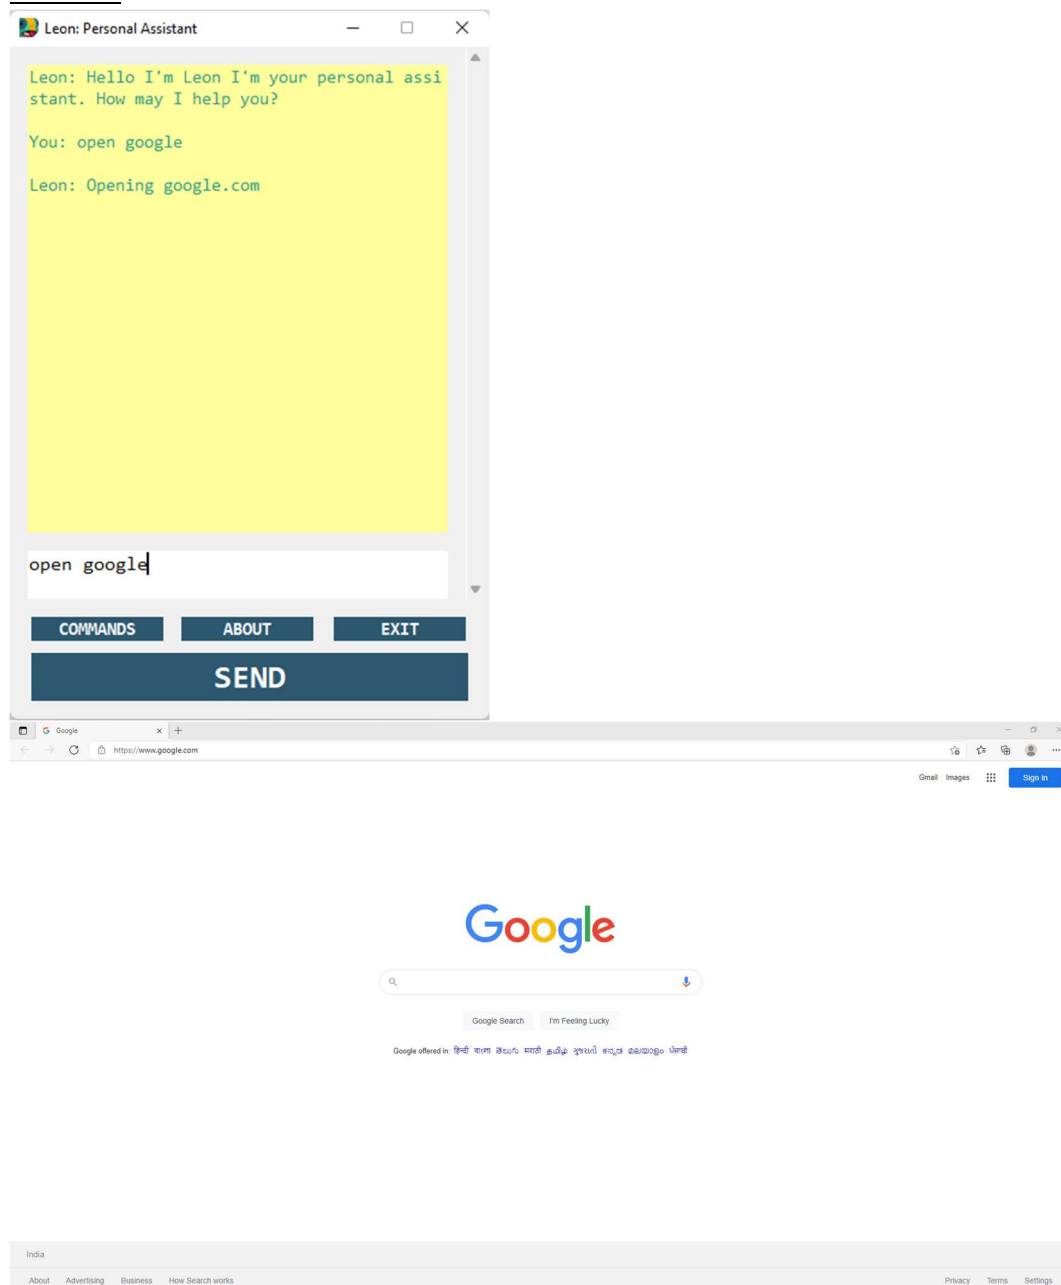 Leon: Personal Assistant
Leon: Hello I'm Leon I'm your personal assi
stant. How may I help you?
You: open google
Leon: Opening google.com
open google
COMMANDS ABOUT EXIT
SEND
Google
https://www.google.com
Gmail Images Sign in
Google
Google Search I'm Feeling Lucky
Google offered in: हिन्दी বাংলা తెలుగు मराठी தமிழ் ગુજરાતી ಕನ್ನಡ മലയാളം ਪੰਜਾਬੀ
India
About Advertising Business How Search works Privacy Terms Settings